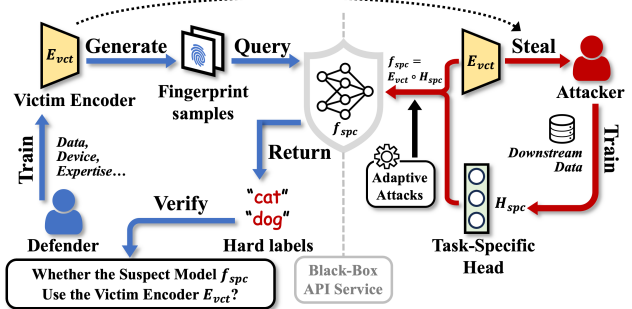 E_vct
Generate
Query
Victim Encoder
Fingerprint
samples
Train
Data,
Device,
Expertise...
Defender
f_spc
Return
"cat"
"dog"
Hard labels
Verify
Whether the Suspect Model f_spc
Use the Victim Encoder E_vct?
Black-Box
API Service
f_spc =
E_vct ∘ H_spc
E_vct
Steal
Attacker
Train
Downstream
Data
Adaptive
Attacks
H_spc
Task-Specific
Head